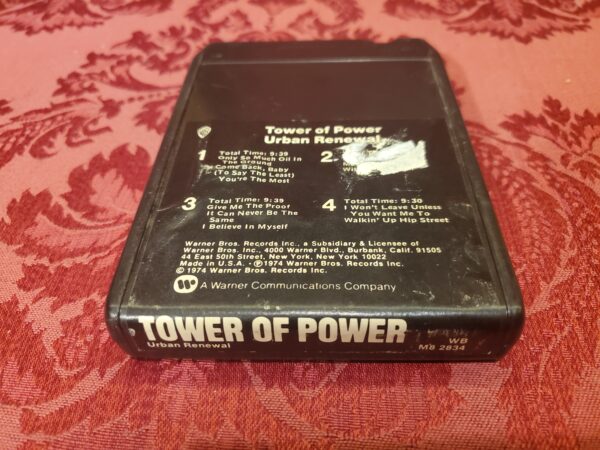 Tower of Power
Urban Renewal
1 Total Time: 9:39
Only So Much Oil In
The Ground
Come Back, Baby
(To Say The Least)
You're The Most
2.
Wi
3 Total Time: 9:39
Give Me The Proof
It Can Never Be The
Same
I Believe In Myself
4 Total Time: 9:30
I Won't Leave Unless
You Want Me To
Walkin' Up Hip Street
Warner Bros. Records Inc., a Subsidiary & Licensee of
Warner Bros. Inc., 4000 Warner Blvd., Burbank, Calif. 91505
44 East 50th Street, New York, New York 10022
Made in U.S.A. · ℗1974 Warner Bros. Records Inc.
©1974 Warner Bros. Records Inc.
A Warner Communications Company
TOWER OF POWER
Urban Renewal
WB
M8 2834